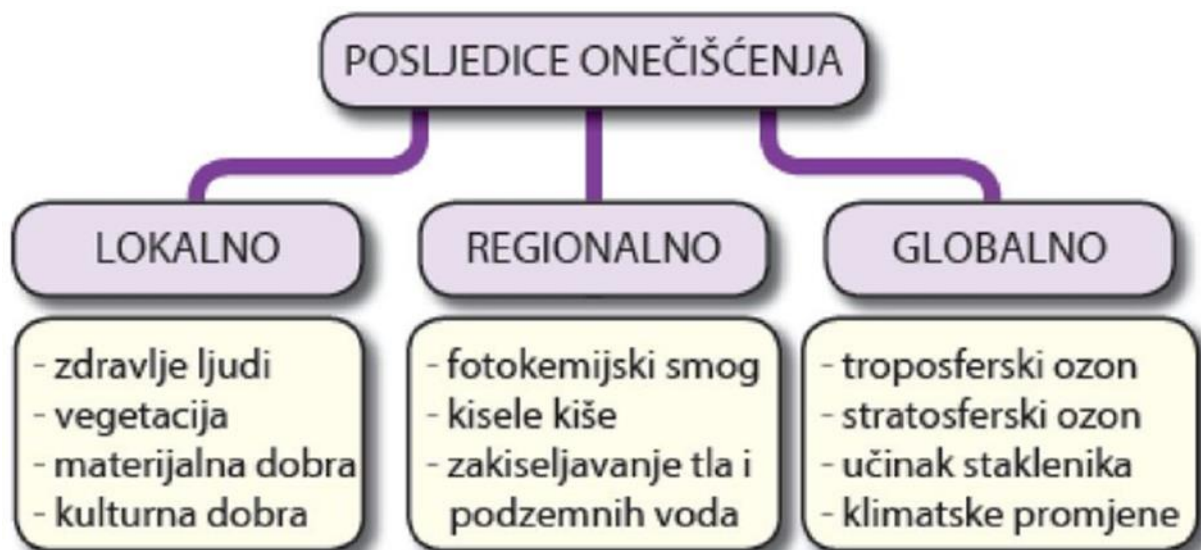 POSLJEDICE ONEČIŠĆENJA
LOKALNO
- zdravlje ljudi
- vegetacija
- materijalna dobra
- kulturna dobra
REGIONALNO
- fotokemijski smog
- kisele kiše
- zakiseljavanje tla i
podzemnih voda
GLOBALNO
- troposferski ozon
- stratosferski ozon
- učinak staklenika
- klimatske promjene